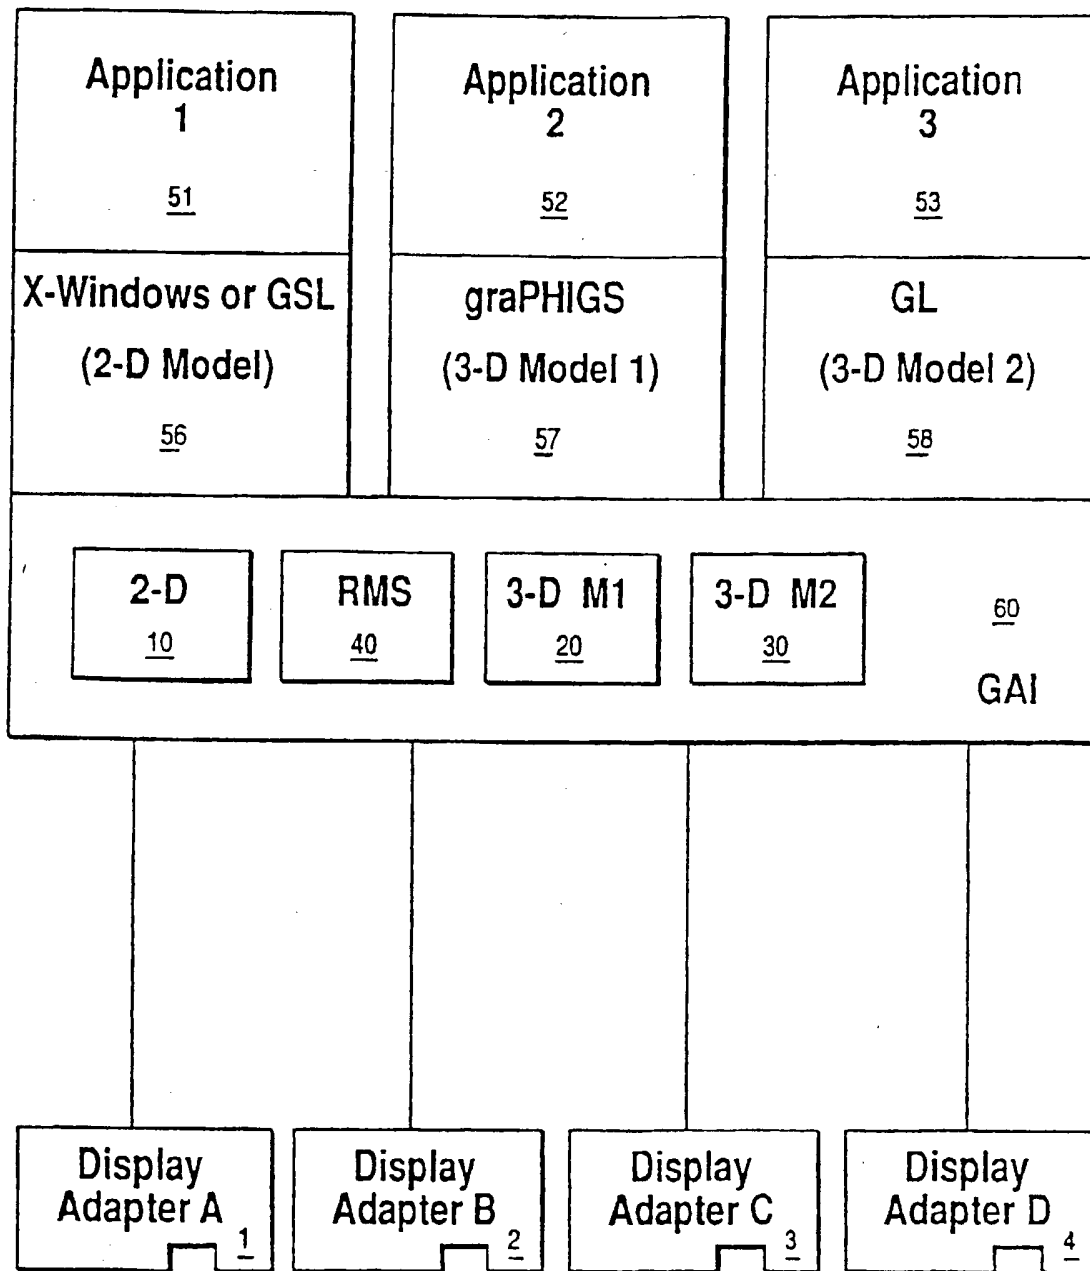 Application
1
51
Application
2
52
Application
3
53
X-Windows or GSL
(2-D Model)
56
graPHIGS
(3-D Model 1)
57
GL
(3-D Model 2)
58
2-D
10
RMS
40
3-D M1
20
3-D M2
30
60
GAI
Display
Adapter A
1
Display
Adapter B
2
Display
Adapter C
3
Display
Adapter D
4